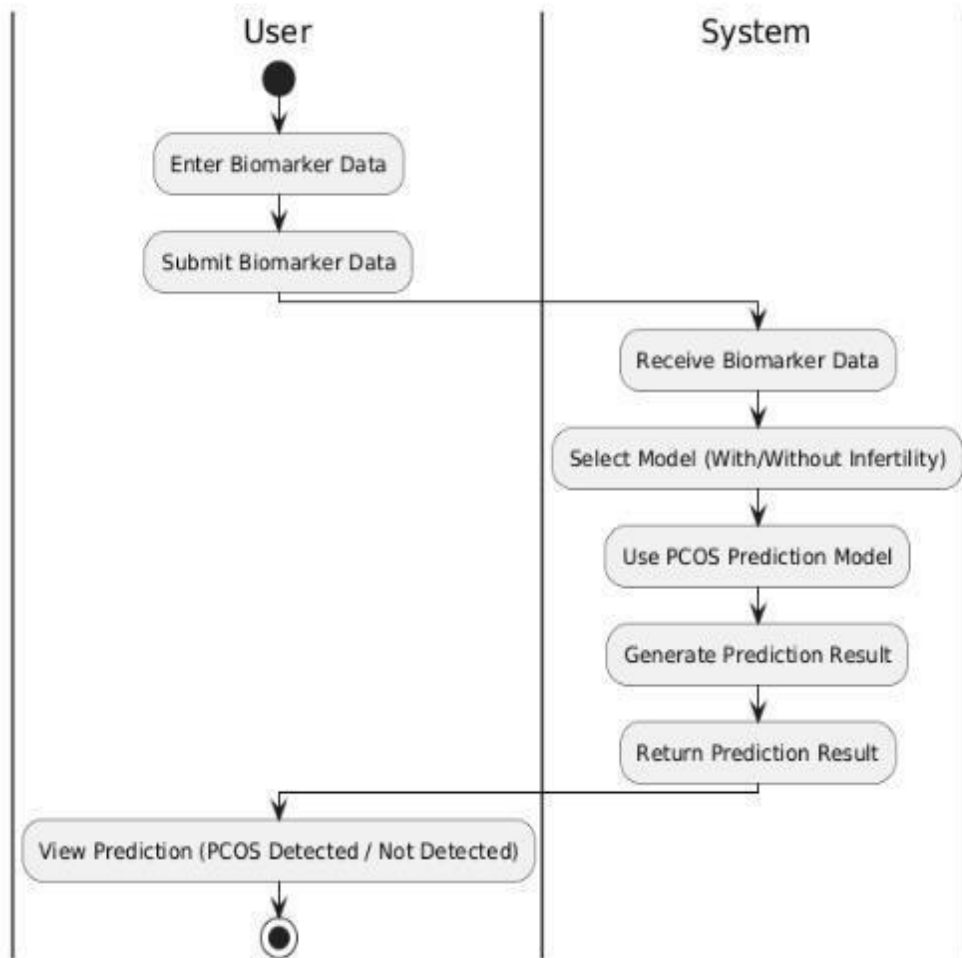 User
System
Enter Biomarker Data
Submit Biomarker Data
Receive Biomarker Data
Select Model (With/Without Infertility)
Use PCOS Prediction Model
Generate Prediction Result
Return Prediction Result
View Prediction (PCOS Detected / Not Detected)